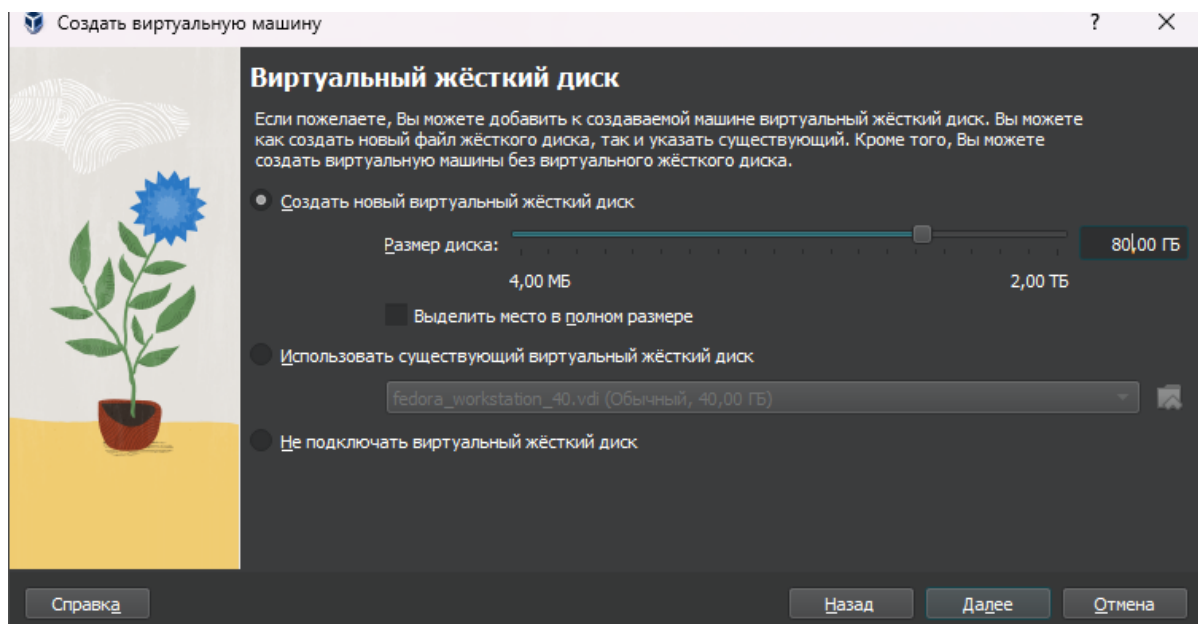 Создать виртуальную машину
?
Виртуальный жёсткий диск
Если пожелаете, Вы можете добавить к создаваемой машине виртуальный жёсткий диск. Вы можете
как создать новый файл жёсткого диска, так и указать существующий. Кроме того, Вы можете
создать виртуальную машины без виртуального жёсткого диска.
Создать новый виртуальный жёсткий диск
Размер диска:
80,00 ГБ
4,00 МБ
2,00 ТБ
Выделить место в полном размере
Использовать существующий виртуальный жёсткий диск
fedora_workstation_40.vdi (Обычный, 40,00 ГБ)
Не подключать виртуальный жёсткий диск
Справка
Назад
Далее
Отмена